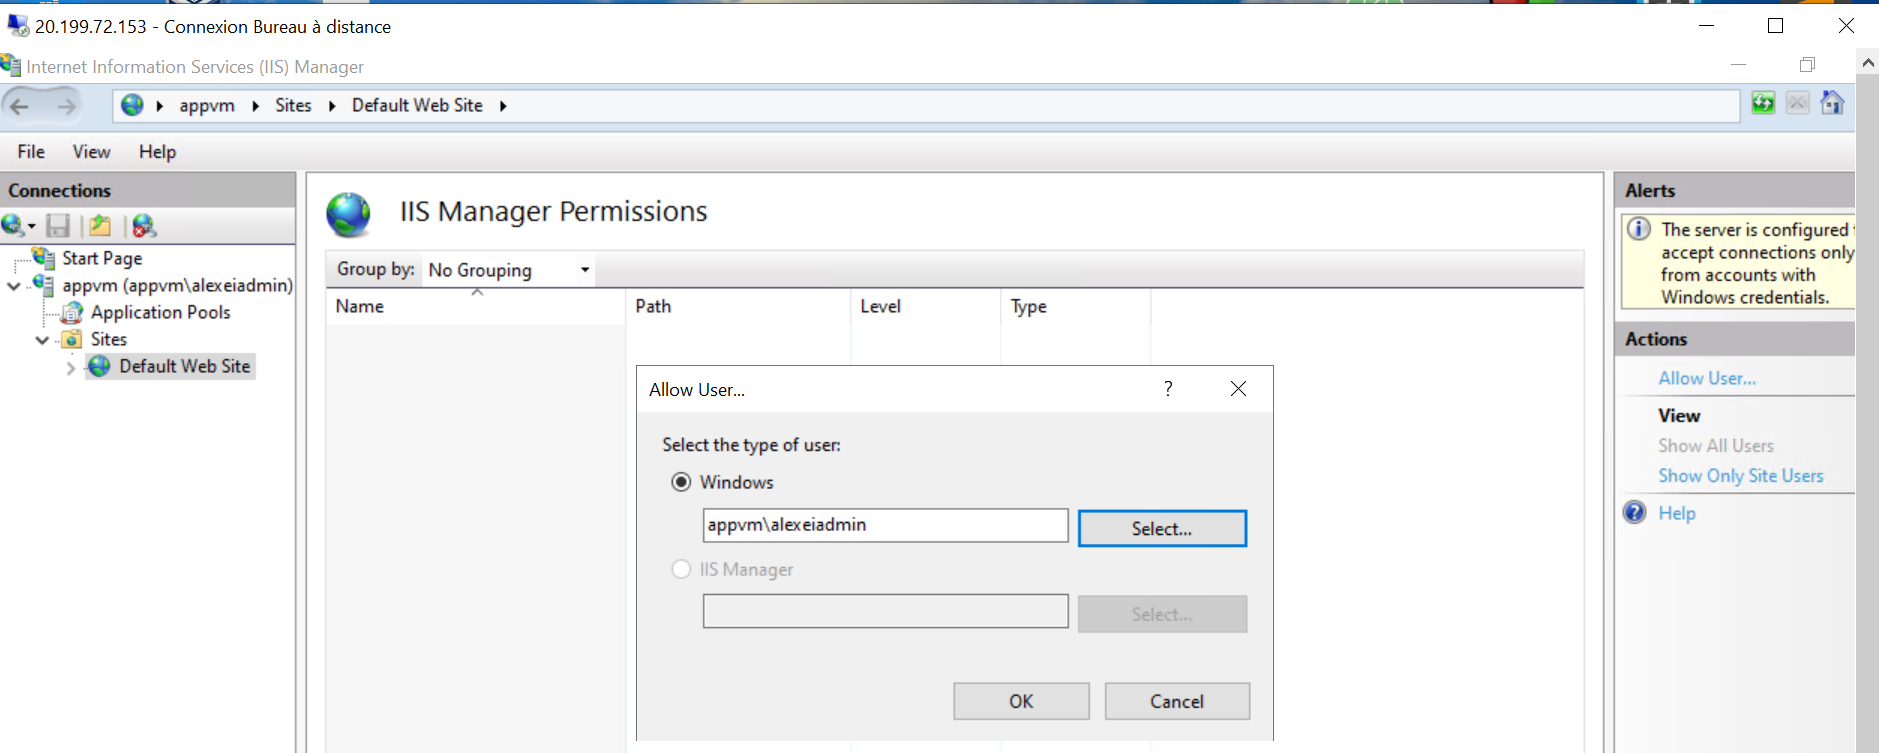 20.199.72.153 - Connexion Bureau à distance
Internet Information Services (IIS) Manager
appvm Sites Default Web Site
File View Help
Connections
Start Page
appvm (appvm\alexeiadmin)
Application Pools
Sites
Default Web Site
IIS Manager Permissions
Group by: No Grouping
Name Path Level Type
Allow User...
?
Select the type of user:
Windows
appvm\alexeiadmin
Select...
IIS Manager
Select...
OK Cancel
Alerts
The server is configured
accept connections only
from accounts with
Windows credentials.
Actions
Allow User...
View
Show All Users
Show Only Site Users
Help